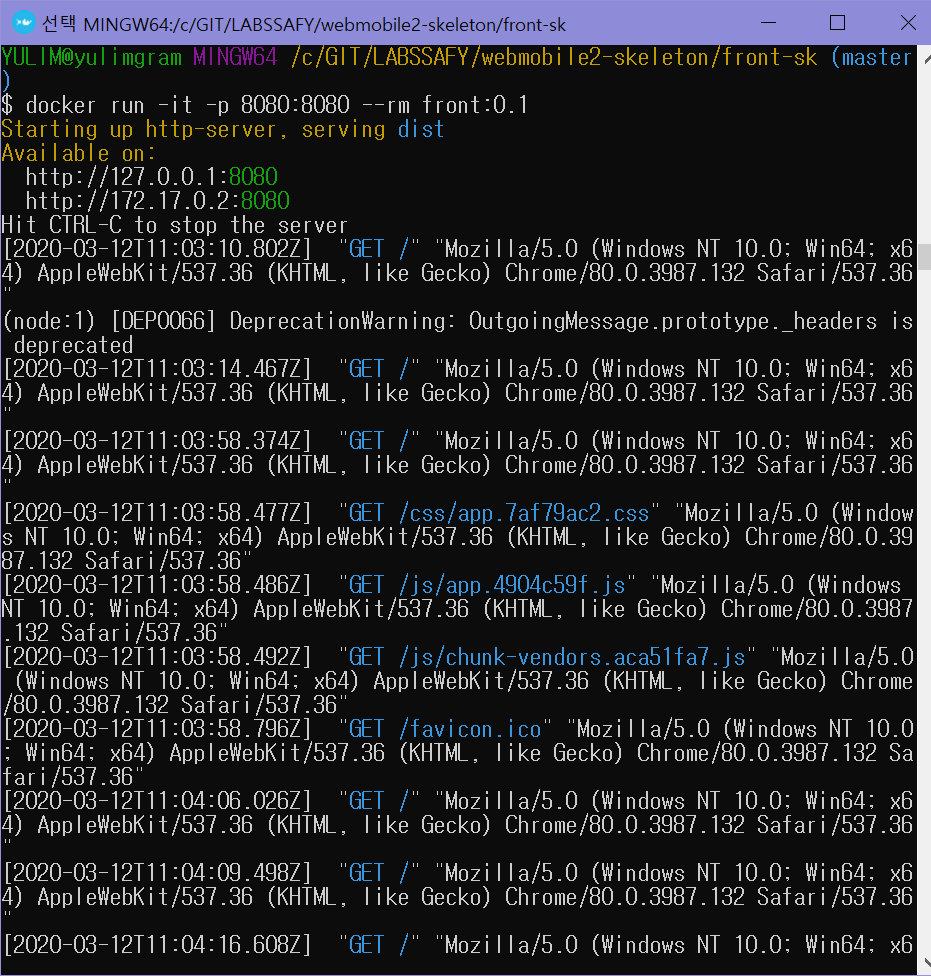 선택 MINGW64:/c/GIT/LABSSAFY/webmobile2-skeleton/front-sk
YULIM@yulimgram MINGW64 /c/GIT/LABSSAFY/webmobile2-skeleton/front-sk (master
)
$ docker run -it -p 8080:8080 --rm front:0.1
Starting up http-server, serving dist
Available on:
  http://127.0.0.1:8080
  http://172.17.0.2:8080
Hit CTRL-C to stop the server
[2020-03-12T11:03:10.802Z]  "GET /" "Mozilla/5.0 (Windows NT 10.0; Win64; x6
4) AppleWebKit/537.36 (KHTML, like Gecko) Chrome/80.0.3987.132 Safari/537.36
"
(node:1) [DEP0066] DeprecationWarning: OutgoingMessage.prototype._headers is
 deprecated
[2020-03-12T11:03:14.467Z]  "GET /" "Mozilla/5.0 (Windows NT 10.0; Win64; x6
4) AppleWebKit/537.36 (KHTML, like Gecko) Chrome/80.0.3987.132 Safari/537.36
"
[2020-03-12T11:03:58.374Z]  "GET /" "Mozilla/5.0 (Windows NT 10.0; Win64; x6
4) AppleWebKit/537.36 (KHTML, like Gecko) Chrome/80.0.3987.132 Safari/537.36
"
[2020-03-12T11:03:58.477Z]  "GET /css/app.7af79ac2.css" "Mozilla/5.0 (Window
s NT 10.0; Win64; x64) AppleWebKit/537.36 (KHTML, like Gecko) Chrome/80.0.39
87.132 Safari/537.36"
[2020-03-12T11:03:58.486Z]  "GET /js/app.4904c59f.js" "Mozilla/5.0 (Windows
NT 10.0; Win64; x64) AppleWebKit/537.36 (KHTML, like Gecko) Chrome/80.0.3987
.132 Safari/537.36"
[2020-03-12T11:03:58.492Z]  "GET /js/chunk-vendors.aca51fa7.js" "Mozilla/5.0
 (Windows NT 10.0; Win64; x64) AppleWebKit/537.36 (KHTML, like Gecko) Chrome
/80.0.3987.132 Safari/537.36"
[2020-03-12T11:03:58.796Z]  "GET /favicon.ico" "Mozilla/5.0 (Windows NT 10.0
; Win64; x64) AppleWebKit/537.36 (KHTML, like Gecko) Chrome/80.0.3987.132 Sa
fari/537.36"
[2020-03-12T11:04:06.026Z]  "GET /" "Mozilla/5.0 (Windows NT 10.0; Win64; x6
4) AppleWebKit/537.36 (KHTML, like Gecko) Chrome/80.0.3987.132 Safari/537.36
"
[2020-03-12T11:04:09.498Z]  "GET /" "Mozilla/5.0 (Windows NT 10.0; Win64; x6
4) AppleWebKit/537.36 (KHTML, like Gecko) Chrome/80.0.3987.132 Safari/537.36
"
[2020-03-12T11:04:16.608Z]  "GET /" "Mozilla/5.0 (Windows NT 10.0; Win64; x6